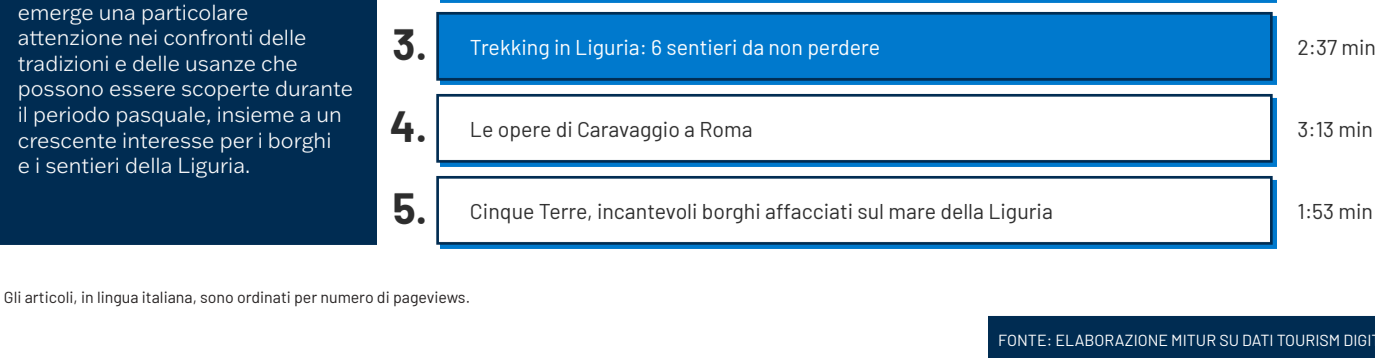 emerge una particolare
attenzione nei confronti delle
tradizioni e delle usanze che
possono essere scoperte durante
il periodo pasquale, insieme a un
crescente interesse per i borghi
e i sentieri della Liguria.
3. Trekking in Liguria: 6 sentieri da non perdere 2:37 min
4. Le opere di Caravaggio a Roma 3:13 min
5. Cinque Terre, incantevoli borghi affacciati sul mare della Liguria 1:53 min
Gli articoli, in lingua italiana, sono ordinati per numero di pageviews.
FONTE: ELABORAZIONE MITUR SU DATI TOURISM DIGIT